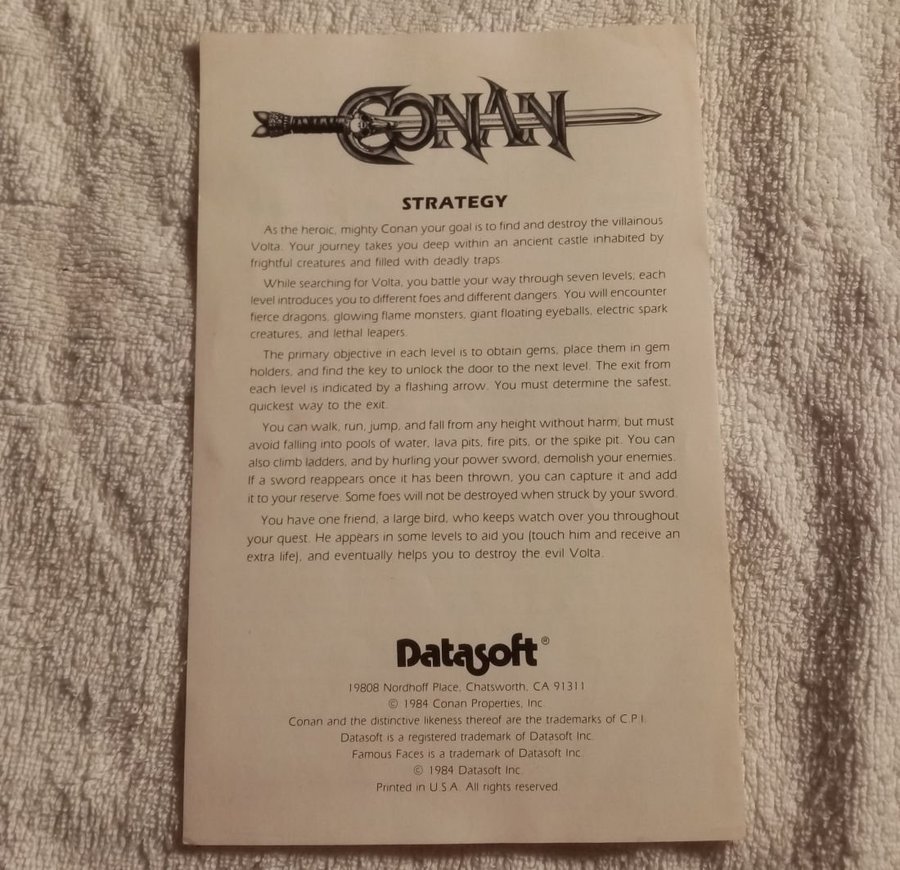 CONAN
STRATEGY
As the heroic, mighty Conan your goal is to find and destroy the villainous
Volta. Your journey takes you deep within an ancient castle inhabited by
frightful creatures and filled with deadly traps.
While searching for Volta, you battle your way through seven levels, each
level introduces you to different foes and different dangers. You will encounter
fierce dragons, glowing flame monsters, giant floating eyeballs, electric spark
creatures, and lethal leapers.
The primary objective in each level is to obtain gems, place them in gem
holders, and find the key to unlock the door to the next level. The exit from
each level is indicated by a flashing arrow. You must determine the safest,
quickest way to the exit.
You can walk, run, jump, and fall from any height without harm, but must
avoid falling into pools of water, lava pits, fire pits, or the spike pit. You can
also climb ladders, and by hurling your power sword, demolish your enemies.
If a sword reappears once it has been thrown, you can capture it and add
it to your reserve. Some foes will not be destroyed when struck by your sword.
You have one friend, a large bird, who keeps watch over you throughout
your quest. He appears in some levels to aid you (touch him and receive an
extra life), and eventually helps you to destroy the evil Volta.
Datasoft®
19808 Nordhoff Place, Chatsworth, CA 91311
© 1984 Conan Properties, Inc.
Conan and the distinctive likeness thereof are the trademarks of C.P.I.
Datasoft is a registered trademark of Datasoft Inc.
Famous Faces is a trademark of Datasoft Inc.
© 1984 Datasoft Inc.
Printed in U.S.A. All rights reserved.